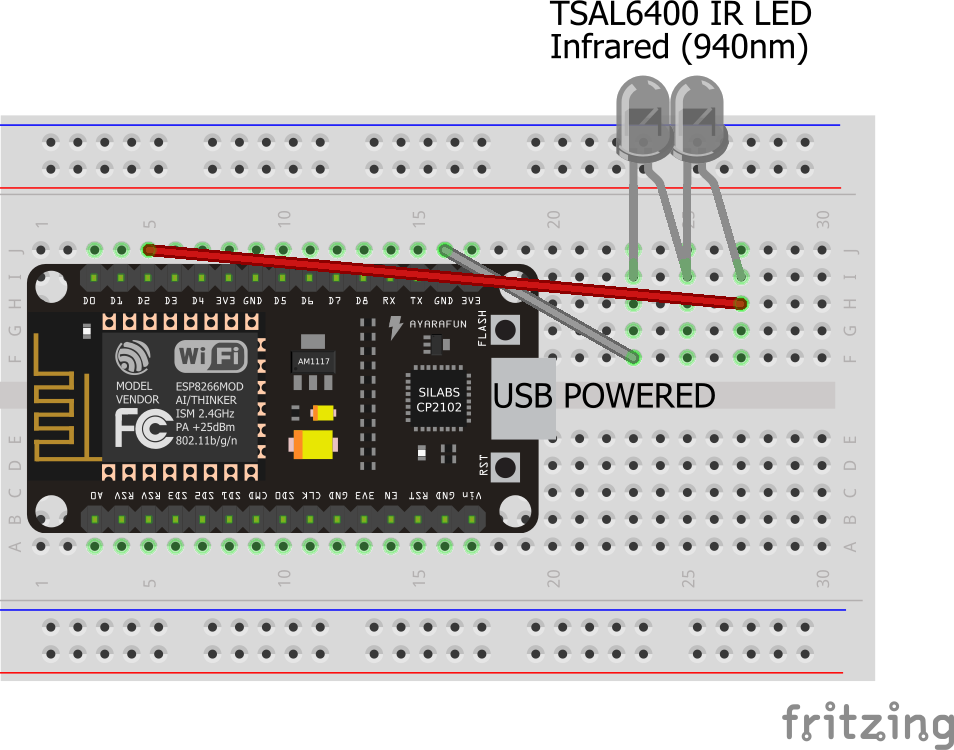 TSAL6400 IR LED
Infrared (940nm)
1 5 10 15 20 25 30
J J
I I
H H
G G
F F
D0 D1 D2 D3 D4 3V3 GND D5 D6 D7 D8 RX TX GND 3V3
FLASH
AYARAFUN
WiFi
AM1117
MODEL
VENDOR
ESP8266MOD
AI/THINKER
ISM 2.4GHz
PA +25dBm
802.11b/g/n
FC
SILABS
CP2102
USB POWERED
RST
E E
D D
C C
B B
A A
A0 RSV RSV SD3 SD2 SD1 CMD SD0 CLK GND 3V3 EN RST GND Vin
1 5 10 15 20 25 30
fritzing